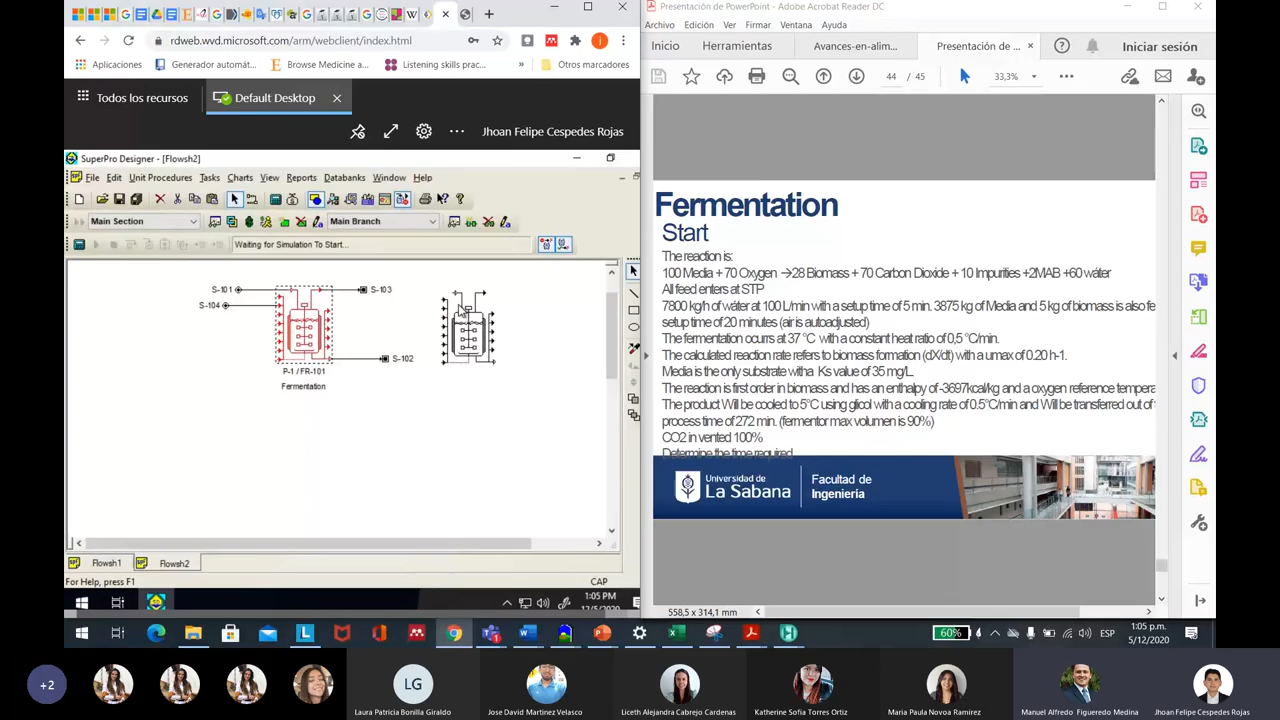 Presentación de PowerPoint - Adobe Acrobat Reader DC
Archivo Edición Ver Firmar Ventana Ayuda
Inicio Herramientas Avances-en-alim... Presentación de ... Iniciar sesión
44 / 45 33,3%
rdweb.wvd.microsoft.com/arm/webclient/index.html
Aplicaciones Generador automát... Browse Medicine a... Listening skills prac... Otros marcadores
Todos los recursos Default Desktop
Jhoan Felipe Cespedes Rojas
SuperPro Designer - [Flowsh2]
File Edit Unit Procedures Tasks Charts View Reports Databanks Window Help
Main Section Main Branch
Waiting for Simulation To Start...
S-101 S-103
S-104
S-102
P-1 / FR-101
Fermentation
Flowsh1 Flowsh2
For Help, press F1 CAP
1:05 PM
12/5/2020
Fermentation
Start
The reaction is:
100 Media + 70 Oxygen →28 Biomass + 70 Carbon Dioxide + 10 Impurities +2MAB +60 wáter
All feed enters at STP
7800 kg/h of wáter at 100 L/min with a setup time of 5 min. 3875 kg of Media and 5 kg of biomass is also fe
setup time of 20 minutes (air is autoadjusted)
The fermentation ocurrs at 37 °C with a constant heat ratio of 0,5 °C/min.
The calculated reaction rate refers to biomass formation (dX/dt) with a umax of 0.20 h-1.
Media is the only substrate with a Ks value of 35 mg/L.
The reaction is first order in biomass and has an enthalpy of -3697kcal/kg and a oxygen reference tempera
The product Will be cooled to 5°C using glicol with a cooling rate of 0.5°C/min and Will be transferred out of
process time of 272 min. (fermentor max volumen is 90%)
CO2 in vented 100%
Determine the time required
Universidad de
La Sabana
Facultad de
Ingeniería
558,5 x 314,1 mm
60% ESP
1:05 p.m.
5/12/2020
+2
LG
Laura Patricia Bonilla Giraldo
Jose David Martinez Velasco
Liceth Alejandra Cabrejo Cardenas
Katherine Sofia Torres Ortiz
Maria Paula Novoa Ramirez
Manuel Alfredo Figueredo Medina
Jhoan Felipe Cespedes Rojas